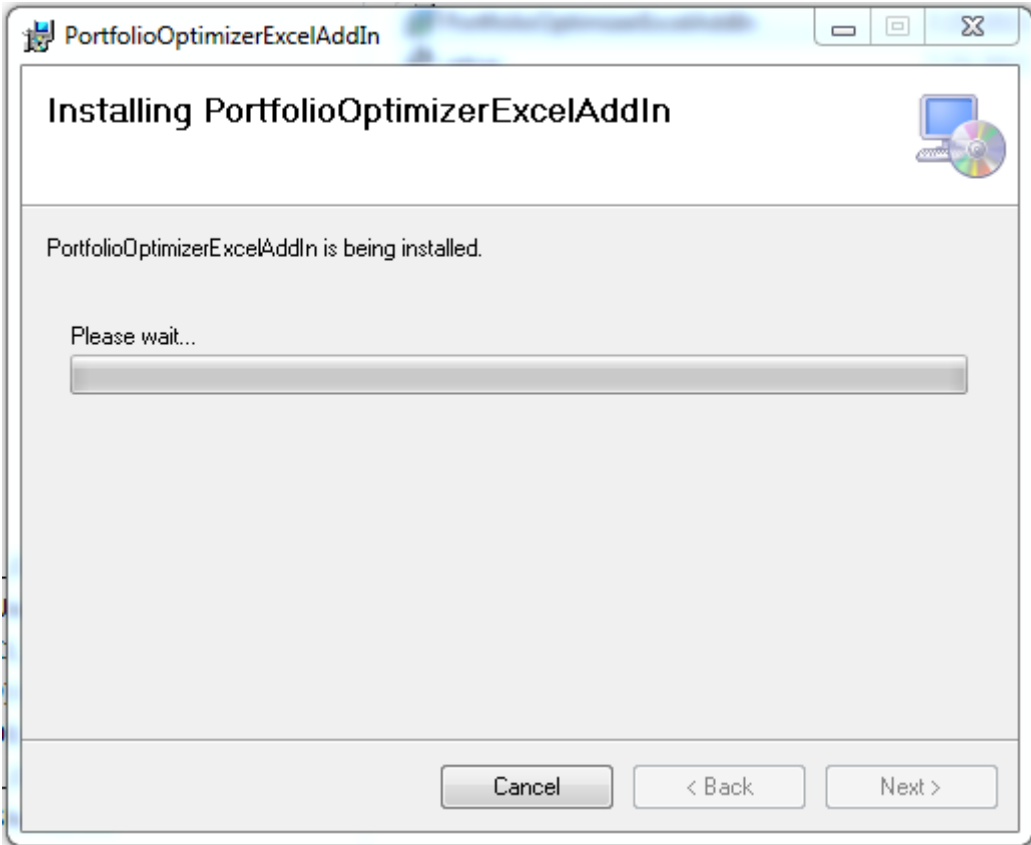 PortfolioOptimizerExcelAddIn
Installing PortfolioOptimizerExcelAddIn
PortfolioOptimizerExcelAddIn is being installed.
Please wait...
Cancel
< Back
Next >